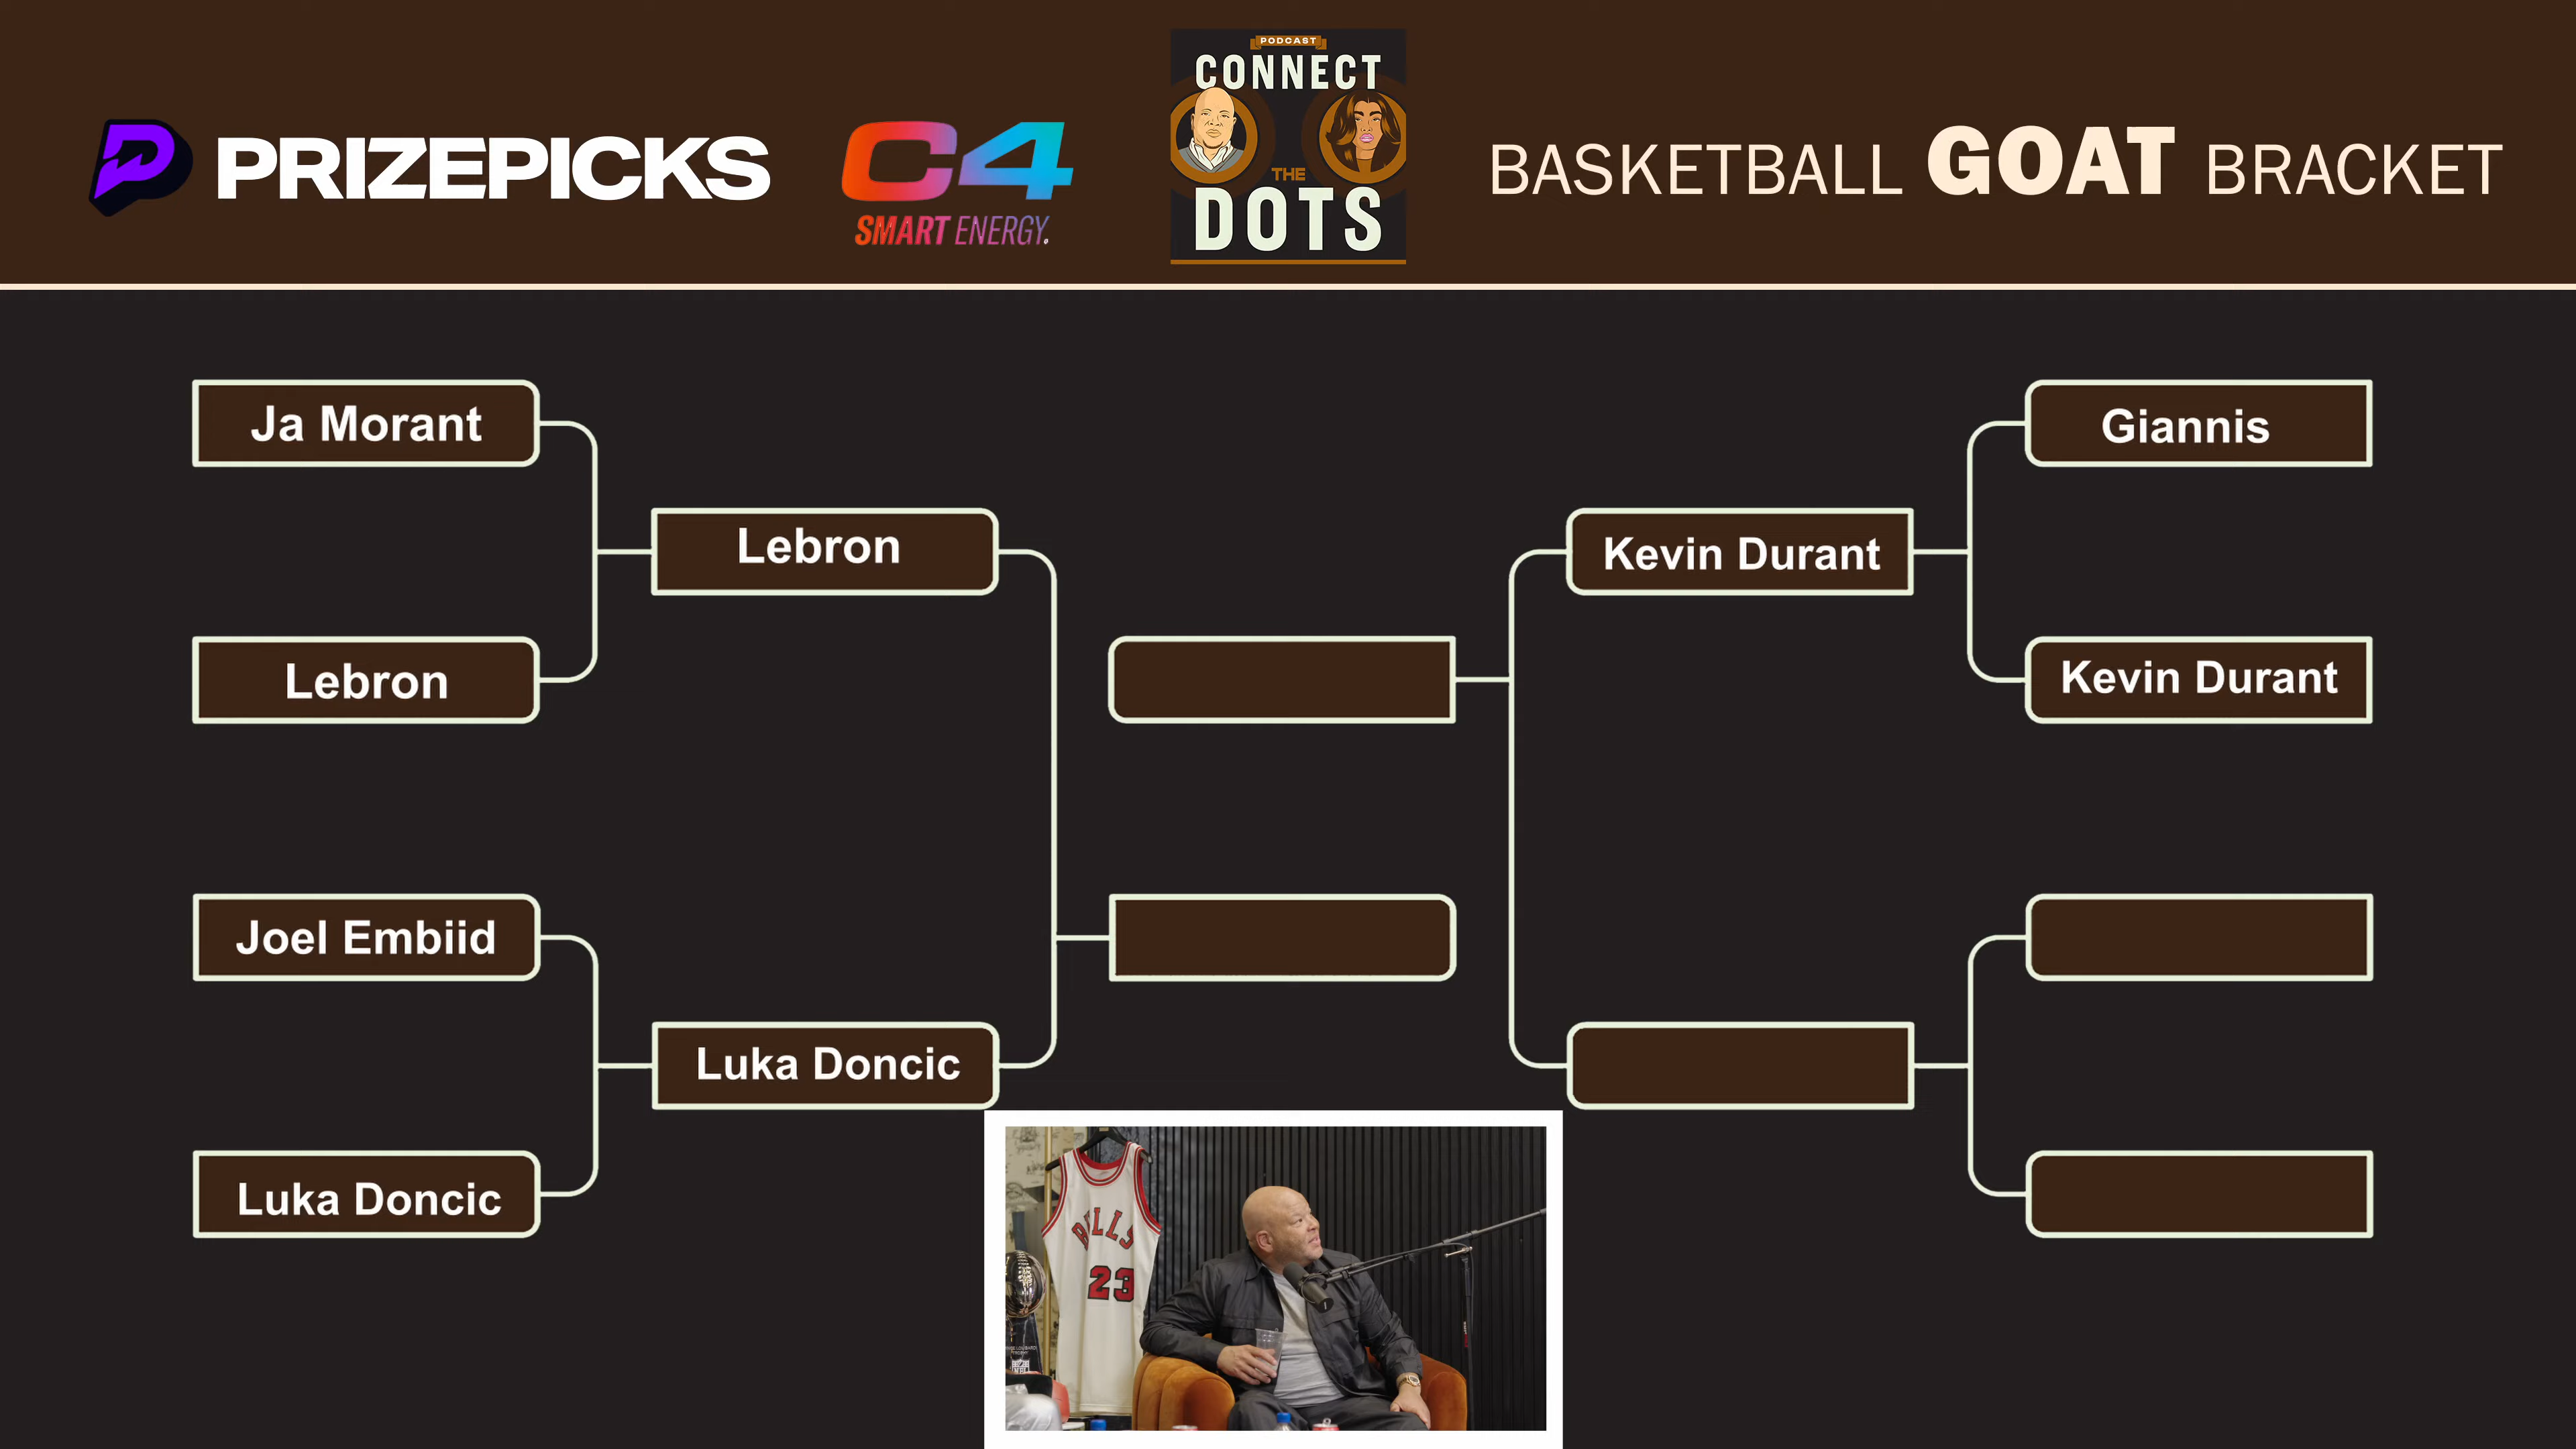 PODCAST
CONNECT
THE
DOTS
PRIZEPICKS
C4
SMART ENERGY
BASKETBALL GOAT BRACKET
Ja Morant
Lebron
Lebron
Joel Embiid
Luka Doncic
Luka Doncic
Giannis
Kevin Durant
Kevin Durant
BULLS
23